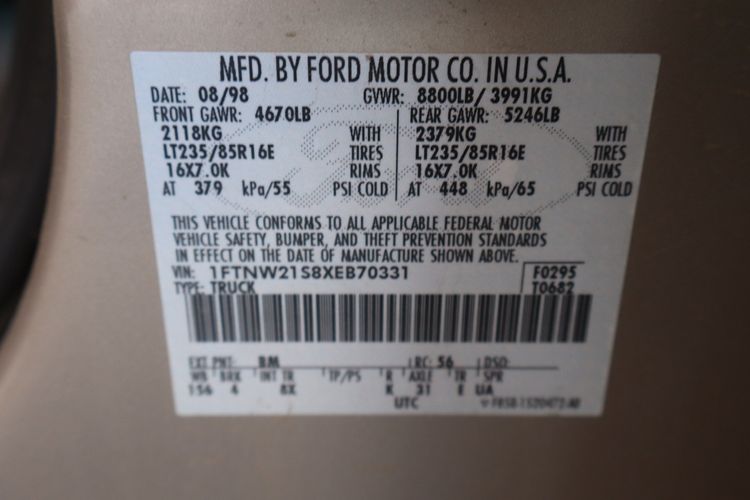 MFD. BY FORD MOTOR CO. IN U.S.A.
DATE: 08/98 GVWR: 8800LB/ 3991KG
FRONT GAWR: 4670LB REAR GAWR: 5246LB
2118KG WITH 2379KG WITH
LT235/85R16E TIRES LT235/85R16E TIRES
16X7.0K RIMS 16X7.0K RIMS
AT 379 kPa/55 PSI COLD AT 448 kPa/65 PSI COLD
THIS VEHICLE CONFORMS TO ALL APPLICABLE FEDERAL MOTOR
VEHICLE SAFETY, BUMPER, AND THEFT PREVENTION STANDARDS
IN EFFECT ON THE DATE OF MANUFACTURE SHOWN ABOVE.
VIN: 1FTNW21S8XEB70331 F0295
TYPE: TRUCK T0682
EXT PNT: BM RC: 56 DSO:
WB BRK INT TR TP/PS R AXLE TR SPR
156 4 8X K 31 E UA
UTC